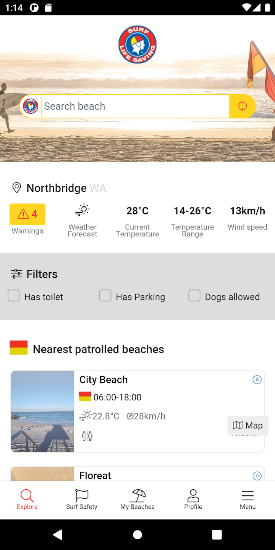 1:14
SURF
LIFE SAVING
Search beach
Northbridge WA
4
Warnings
Weather
Forecast
28°C
Current
Temperature
14-26°C
Temperature
Range
13km/h
Wind speed
Filters
Has toilet
Has Parking
Dogs allowed
Nearest patrolled beaches
City Beach
06:00-18:00
22.8°C
28km/h
Map
Floreat
Explore
Surf Safety
My Beaches
Profile
Menu